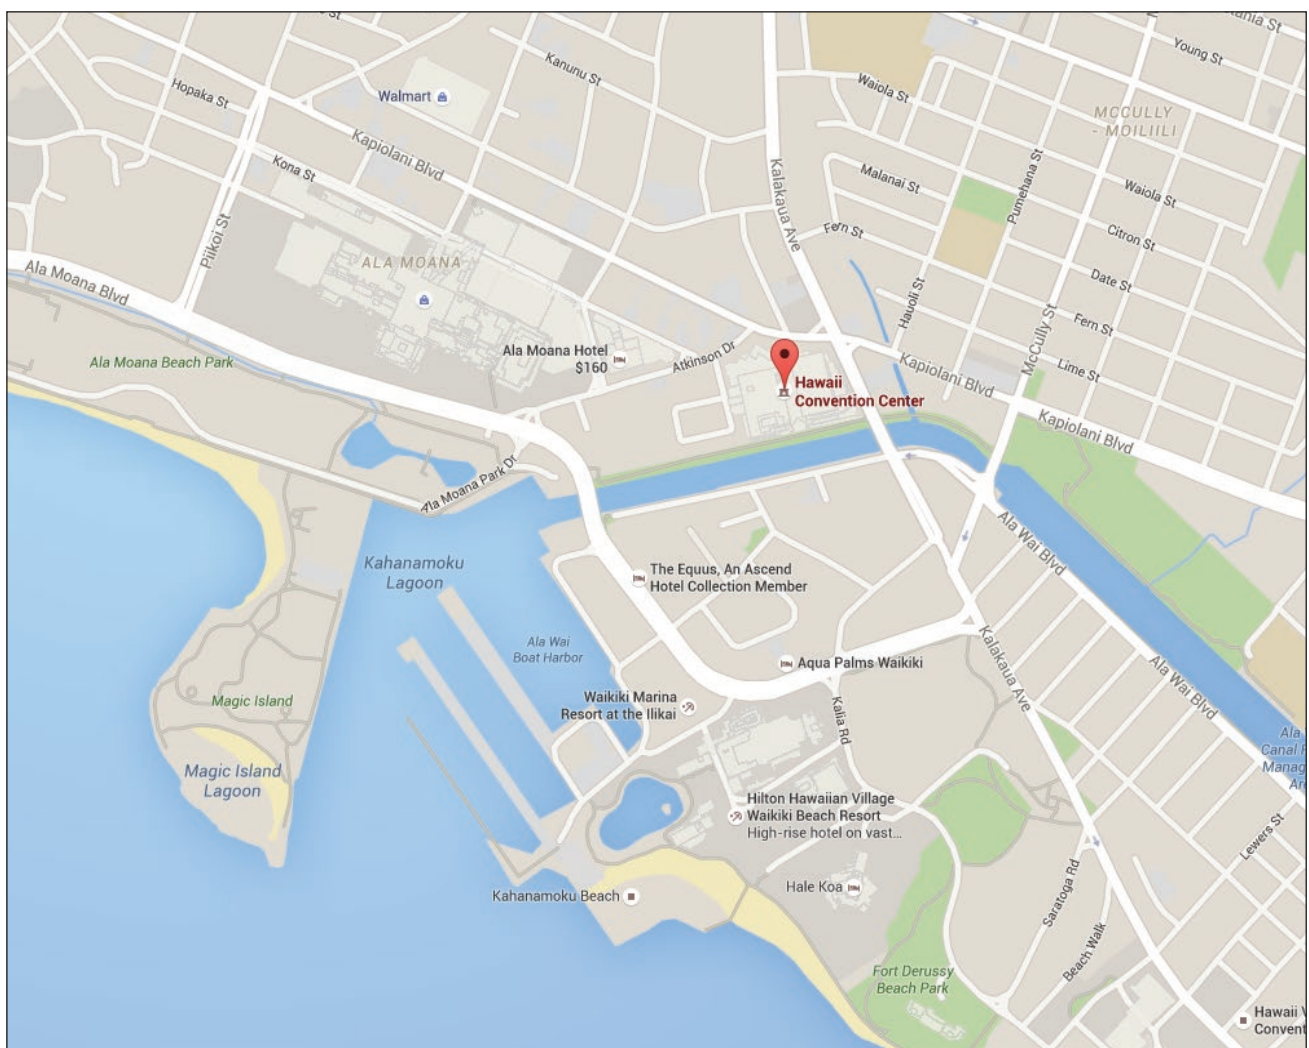 Young St
Kanunu St
Waiola St
Hopaka St
Walmart
MCCULLY
- MOILIILI
Kapiolani Blvd
Kona St
Kalakaua Ave
Malanai St
Pumehana St
Waiola St
Piikoi St
Fern St
Citron St
ALA MOANA
Ala Moana Blvd
Date St
Hauoli St
McCully St
Fern St
Ala Moana Beach Park
Ala Moana Hotel
$160
Atkinson Dr
Kapiolani Blvd
Lime St
Hawaii
Convention Center
Kapiolani Blvd
Ala Moana Park Dr
Ala Wai Blvd
Kahanamoku
Lagoon
The Equus, An Ascend
Hotel Collection Member
Ala Wai
Boat Harbor
Kalakaua Ave
Aqua Palms Waikiki
Ala Wai Blvd
Waikiki Marina
Resort at the Ilikai
Magic Island
Kalia Rd
Ala
Canal
Manag
Magic Island
Lagoon
Hilton Hawaiian Village
Waikiki Beach Resort
High-rise hotel on vast...
Lewers St
Hale Koa
Kahanamoku Beach
Saratoga Rd
Beach Walk
Fort Derussy
Beach Park
Hawaii
Convent